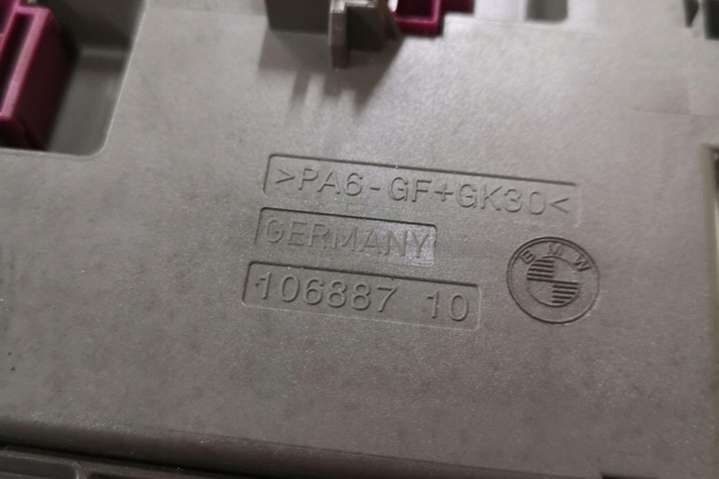 >PA6-GF+GK30<
GERMANY
106887 10
BMW